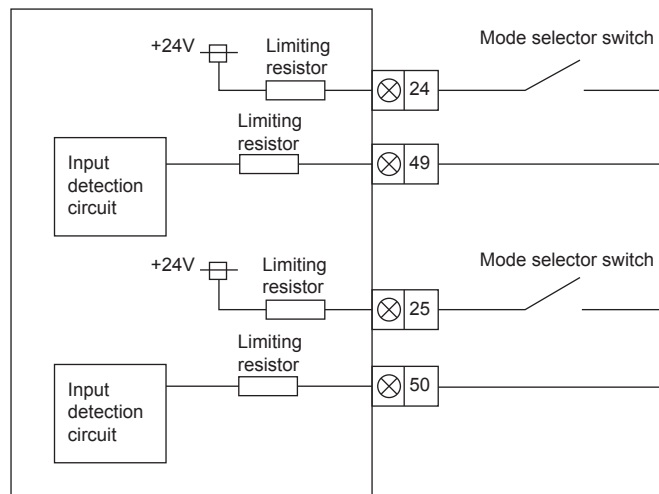 +24V
Limiting
resistor
Mode selector switch
24
Limiting
resistor
49
Input
detection
circuit
+24V
Limiting
resistor
Mode selector switch
25
Limiting
resistor
50
Input
detection
circuit